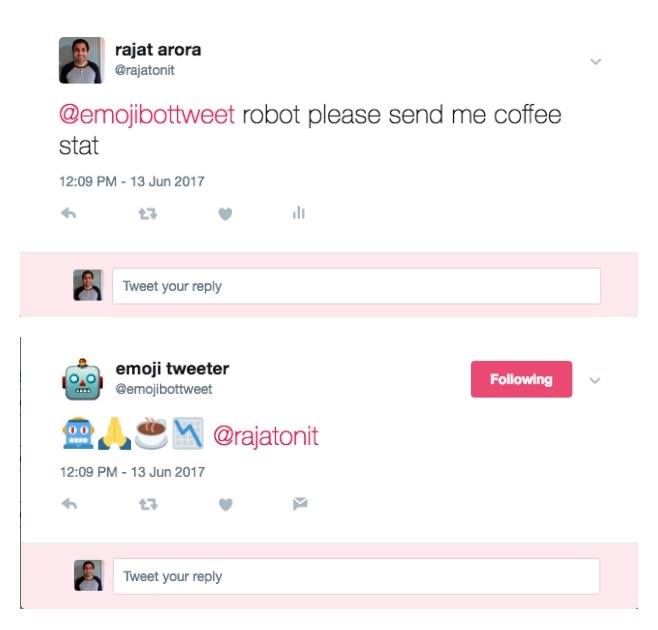 rajat arora
@rajatonit
@emojibottweet robot please send me coffee
stat
12:09 PM - 13 Jun 2017
Tweet your reply
emoji tweeter
@emojibottweet
Following
🤖🙏☕📉 @rajatonit
12:09 PM - 13 Jun 2017
Tweet your reply